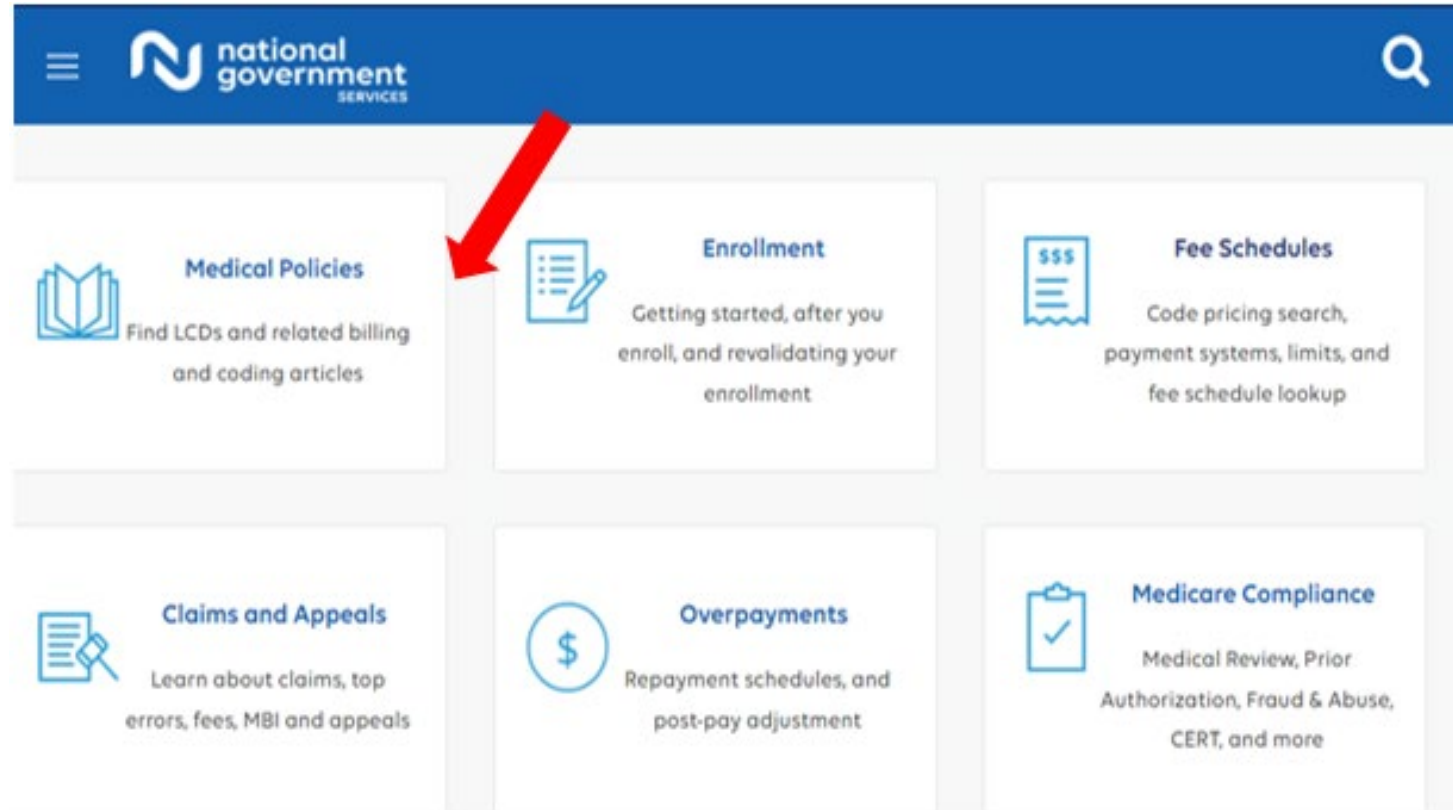 national
government
SERVICES
Medical Policies
Find LCDs and related billing
and coding articles
Enrollment
Getting started, after you
enroll, and revalidating your
enrollment
$$$
Fee Schedules
Code pricing search,
payment systems, limits, and
fee schedule lookup
Claims and Appeals
Learn about claims, top
errors, fees, MBI and appeals
$
Overpayments
Repayment schedules, and
post-pay adjustment
Medicare Compliance
Medical Review, Prior
Authorization, Fraud & Abuse,
CERT, and more